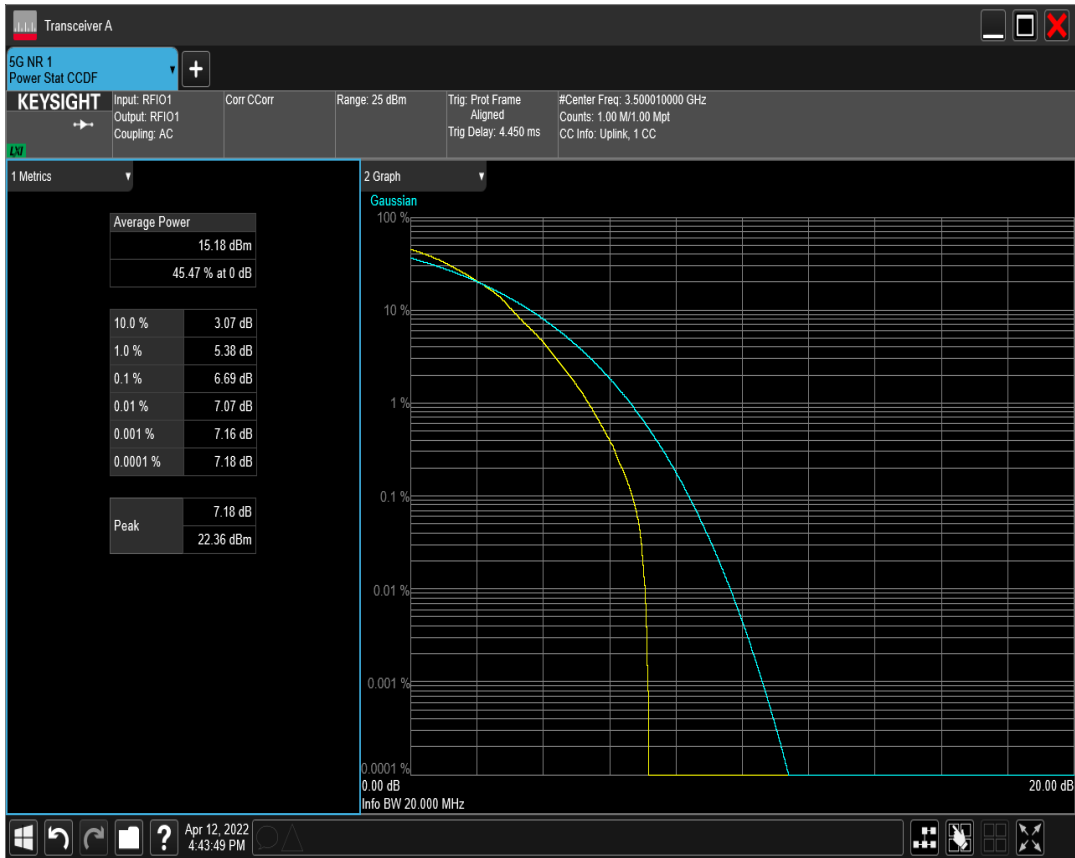 Transceiver A
5G NR 1
Power Stat CCDF
+
KEYSIGHT
LXI
Input: RFIO1
Output: RFIO1
Coupling: AC
Corr CCorr
Range: 25 dBm
Trig: Prot Frame
Aligned
Trig Delay: 4.450 ms
#Center Freq: 3.500010000 GHz
Counts: 1.00 M/1.00 Mpt
CC Info: Uplink, 1 CC
1 Metrics
Average Power
15.18 dBm
45.47 % at 0 dB
10.0 % 3.07 dB
1.0 % 5.38 dB
0.1 % 6.69 dB
0.01 % 7.07 dB
0.001 % 7.16 dB
0.0001 % 7.18 dB
Peak 7.18 dB
22.36 dBm
2 Graph
Gaussian
100 %
10 %
1 %
0.1 %
0.01 %
0.001 %
0.0001 %
0.00 dB 20.00 dB
Info BW 20.000 MHz
?
Apr 12, 2022
4:43:49 PM